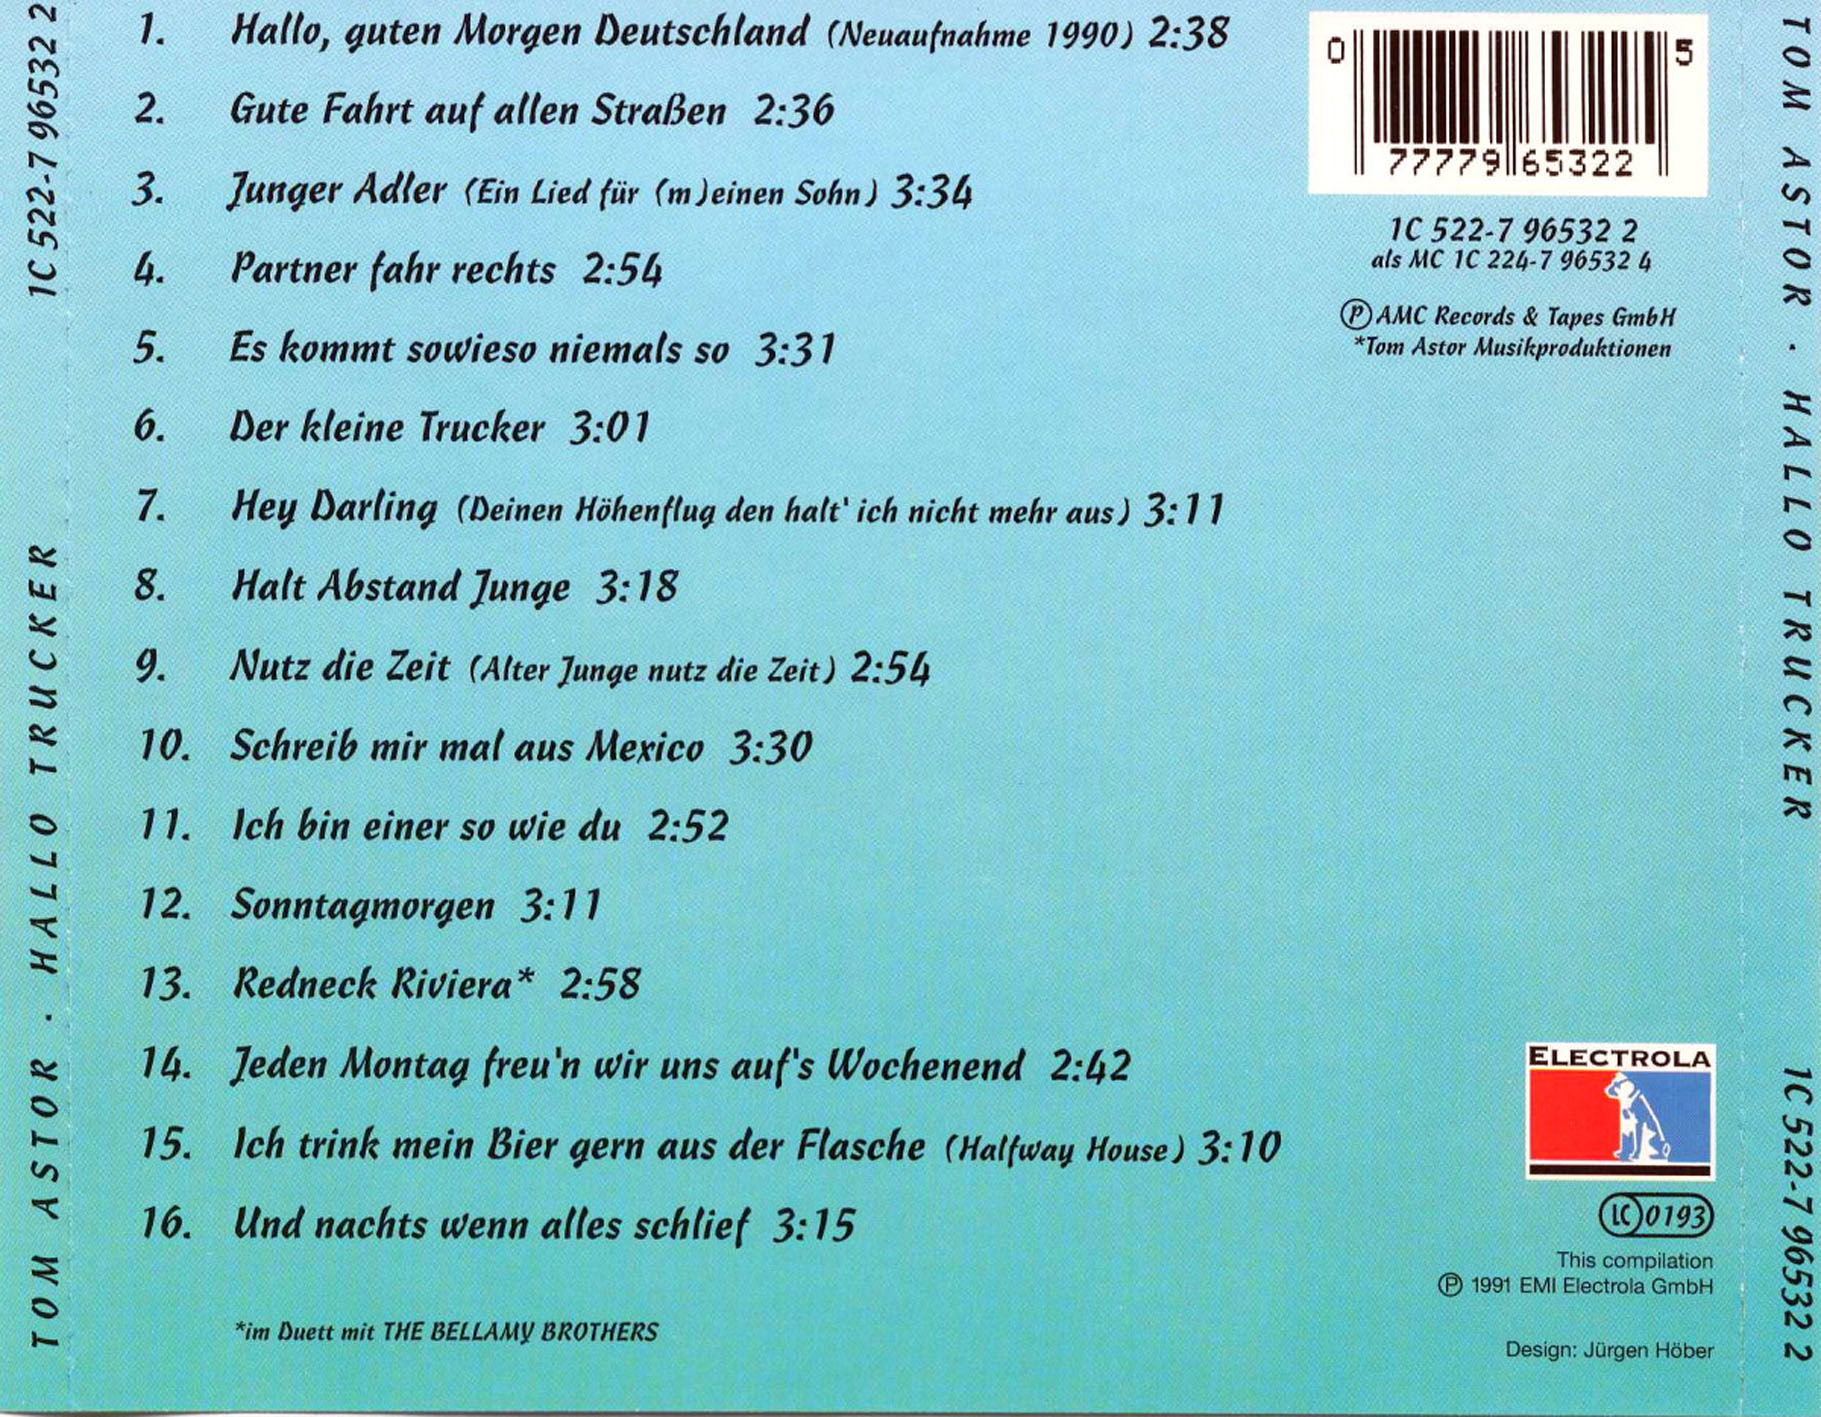 1. Hallo, guten Morgen Deutschland (Neuaufnahme 1990) 2:38
2. Gute Fahrt auf allen Straßen 2:36
3. Junger Adler (Ein Lied für (m)einen Sohn) 3:34
4. Partner fahr rechts 2:54
5. Es kommt sowieso niemals so 3:31
6. Der kleine Trucker 3:01
7. Hey Darling (Deinen Höhenflug den halt' ich nicht mehr aus) 3:11
8. Halt Abstand Junge 3:18
9. Nutz die Zeit (Alter Junge nutz die Zeit) 2:54
10. Schreib mir mal aus Mexico 3:30
11. Ich bin einer so wie du 2:52
12. Sonntagmorgen 3:11
13. Redneck Riviera* 2:58
14. Jeden Montag freu'n wir uns auf's Wochenend 2:42
15. Ich trink mein Bier gern aus der Flasche (Halfway House) 3:10
16. Und nachts wenn alles schlief 3:15
*im Duett mit THE BELLAMY BROTHERS
0 77779 65322 5
1C 522-7 96532 2
als MC 1C 224-7 96532 4
Ⓟ AMC Records & Tapes GmbH
*Tom Astor Musikproduktionen
ELECTROLA
LC 0193
This compilation
Ⓟ 1991 EMI Electrola GmbH
Design: Jürgen Höber
TOM ASTOR · HALLO TRUCKER 1C 522-7 96532 2
TOM ASTOR · HALLO TRUCKER 1C 522-7 96532 2